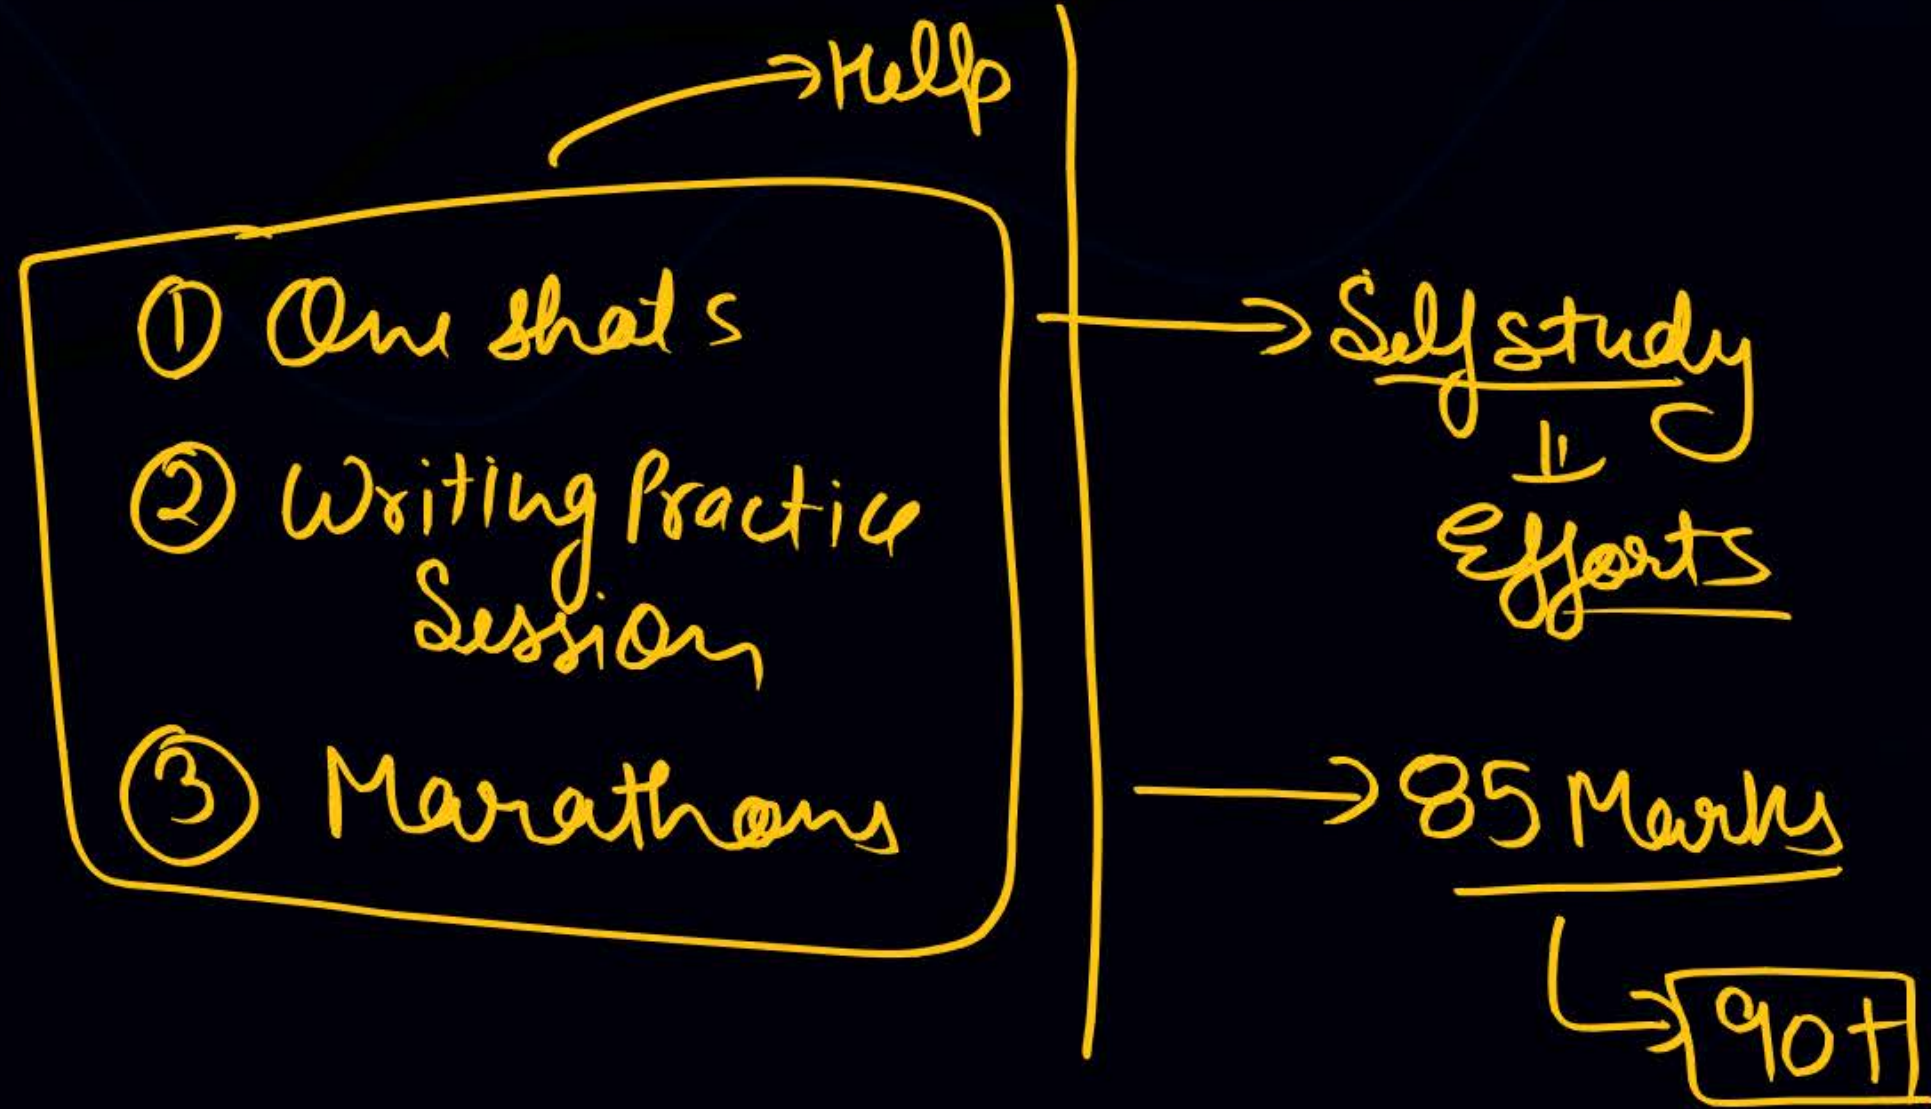 Help
① One shots
② Writing Practice
Session
③ Marathons
Self study
Efforts
85 Marks
90+